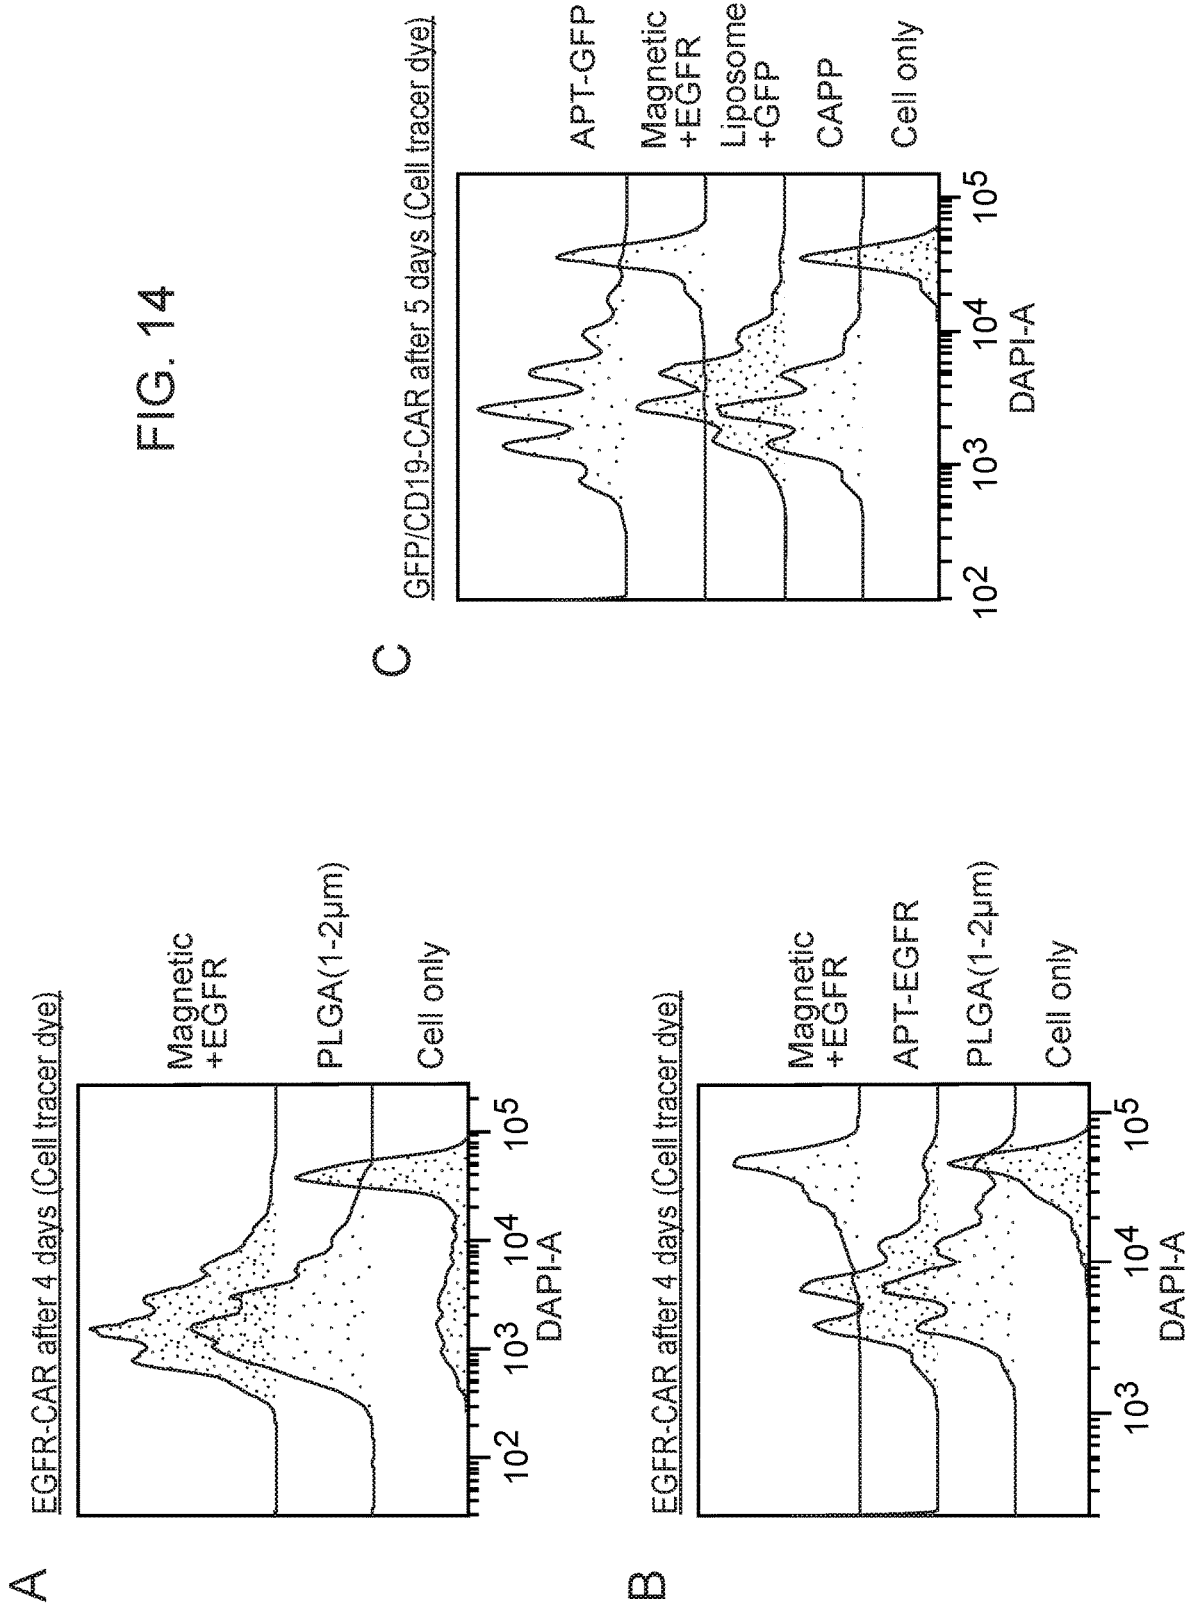 FIG. 14
A
EGFR-CAR after 4 days (Cell tracer dye)
Magnetic
+EGFR
PLGA(1-2µm)
Cell only
10² 10³ 10⁴ 10⁵
DAPI-A
B
EGFR-CAR after 4 days (Cell tracer dye)
Magnetic
+EGFR
APT-EGFR
PLGA(1-2µm)
Cell only
10³ 10⁴ 10⁵
DAPI-A
C
GFP/CD19-CAR after 5 days (Cell tracer dye)
APT-GFP
Magnetic
+EGFR
Liposome
+GFP
CAPP
Cell only
10² 10³ 10⁴ 10⁵
DAPI-A